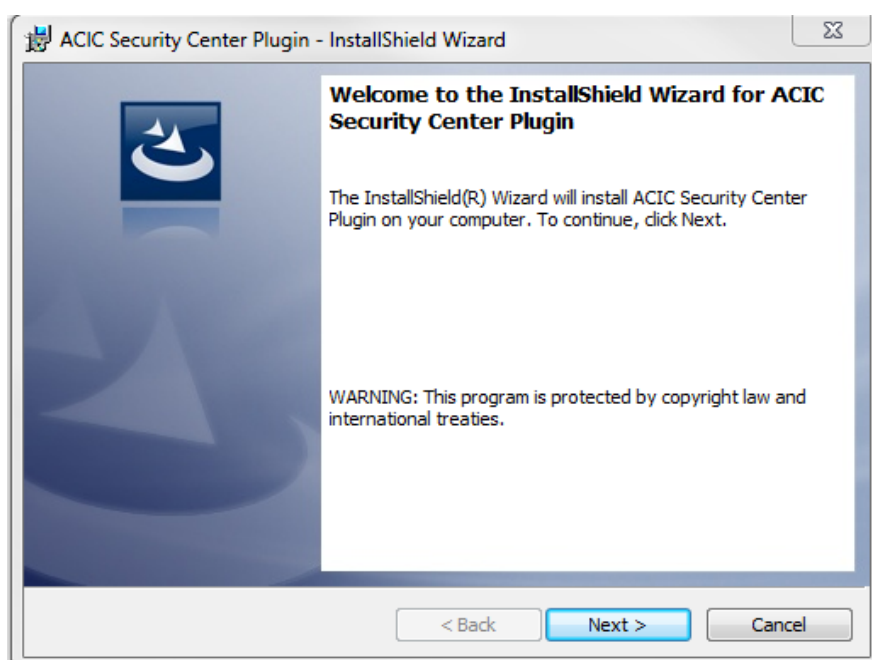 ACIC Security Center Plugin - InstallShield Wizard
Welcome to the InstallShield Wizard for ACIC
Security Center Plugin
The InstallShield(R) Wizard will install ACIC Security Center
Plugin on your computer. To continue, click Next.
WARNING: This program is protected by copyright law and
international treaties.
< Back
Next >
Cancel